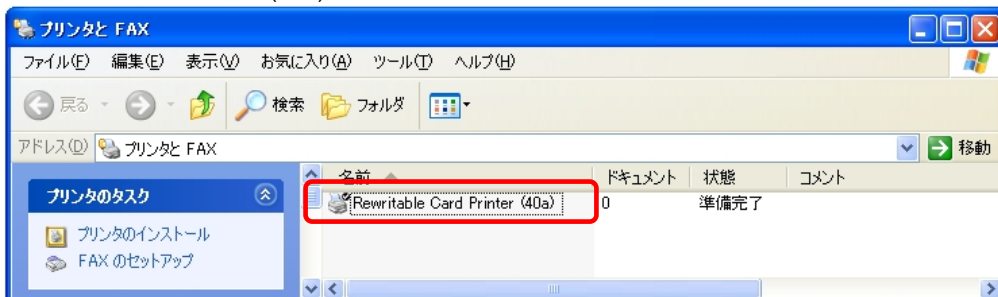 プリンタと FAX
ファイル(F) 編集(E) 表示(V) お気に入り(A) ツール(T) ヘルプ(H)
戻る 検索 フォルダ
アドレス(D) プリンタと FAX 移動
名前 ドキュメント 状態 コメント
プリンタのタスク
Rewritable Card Printer (40a) 0 準備完了
プリンタのインストール
FAX のセットアップ